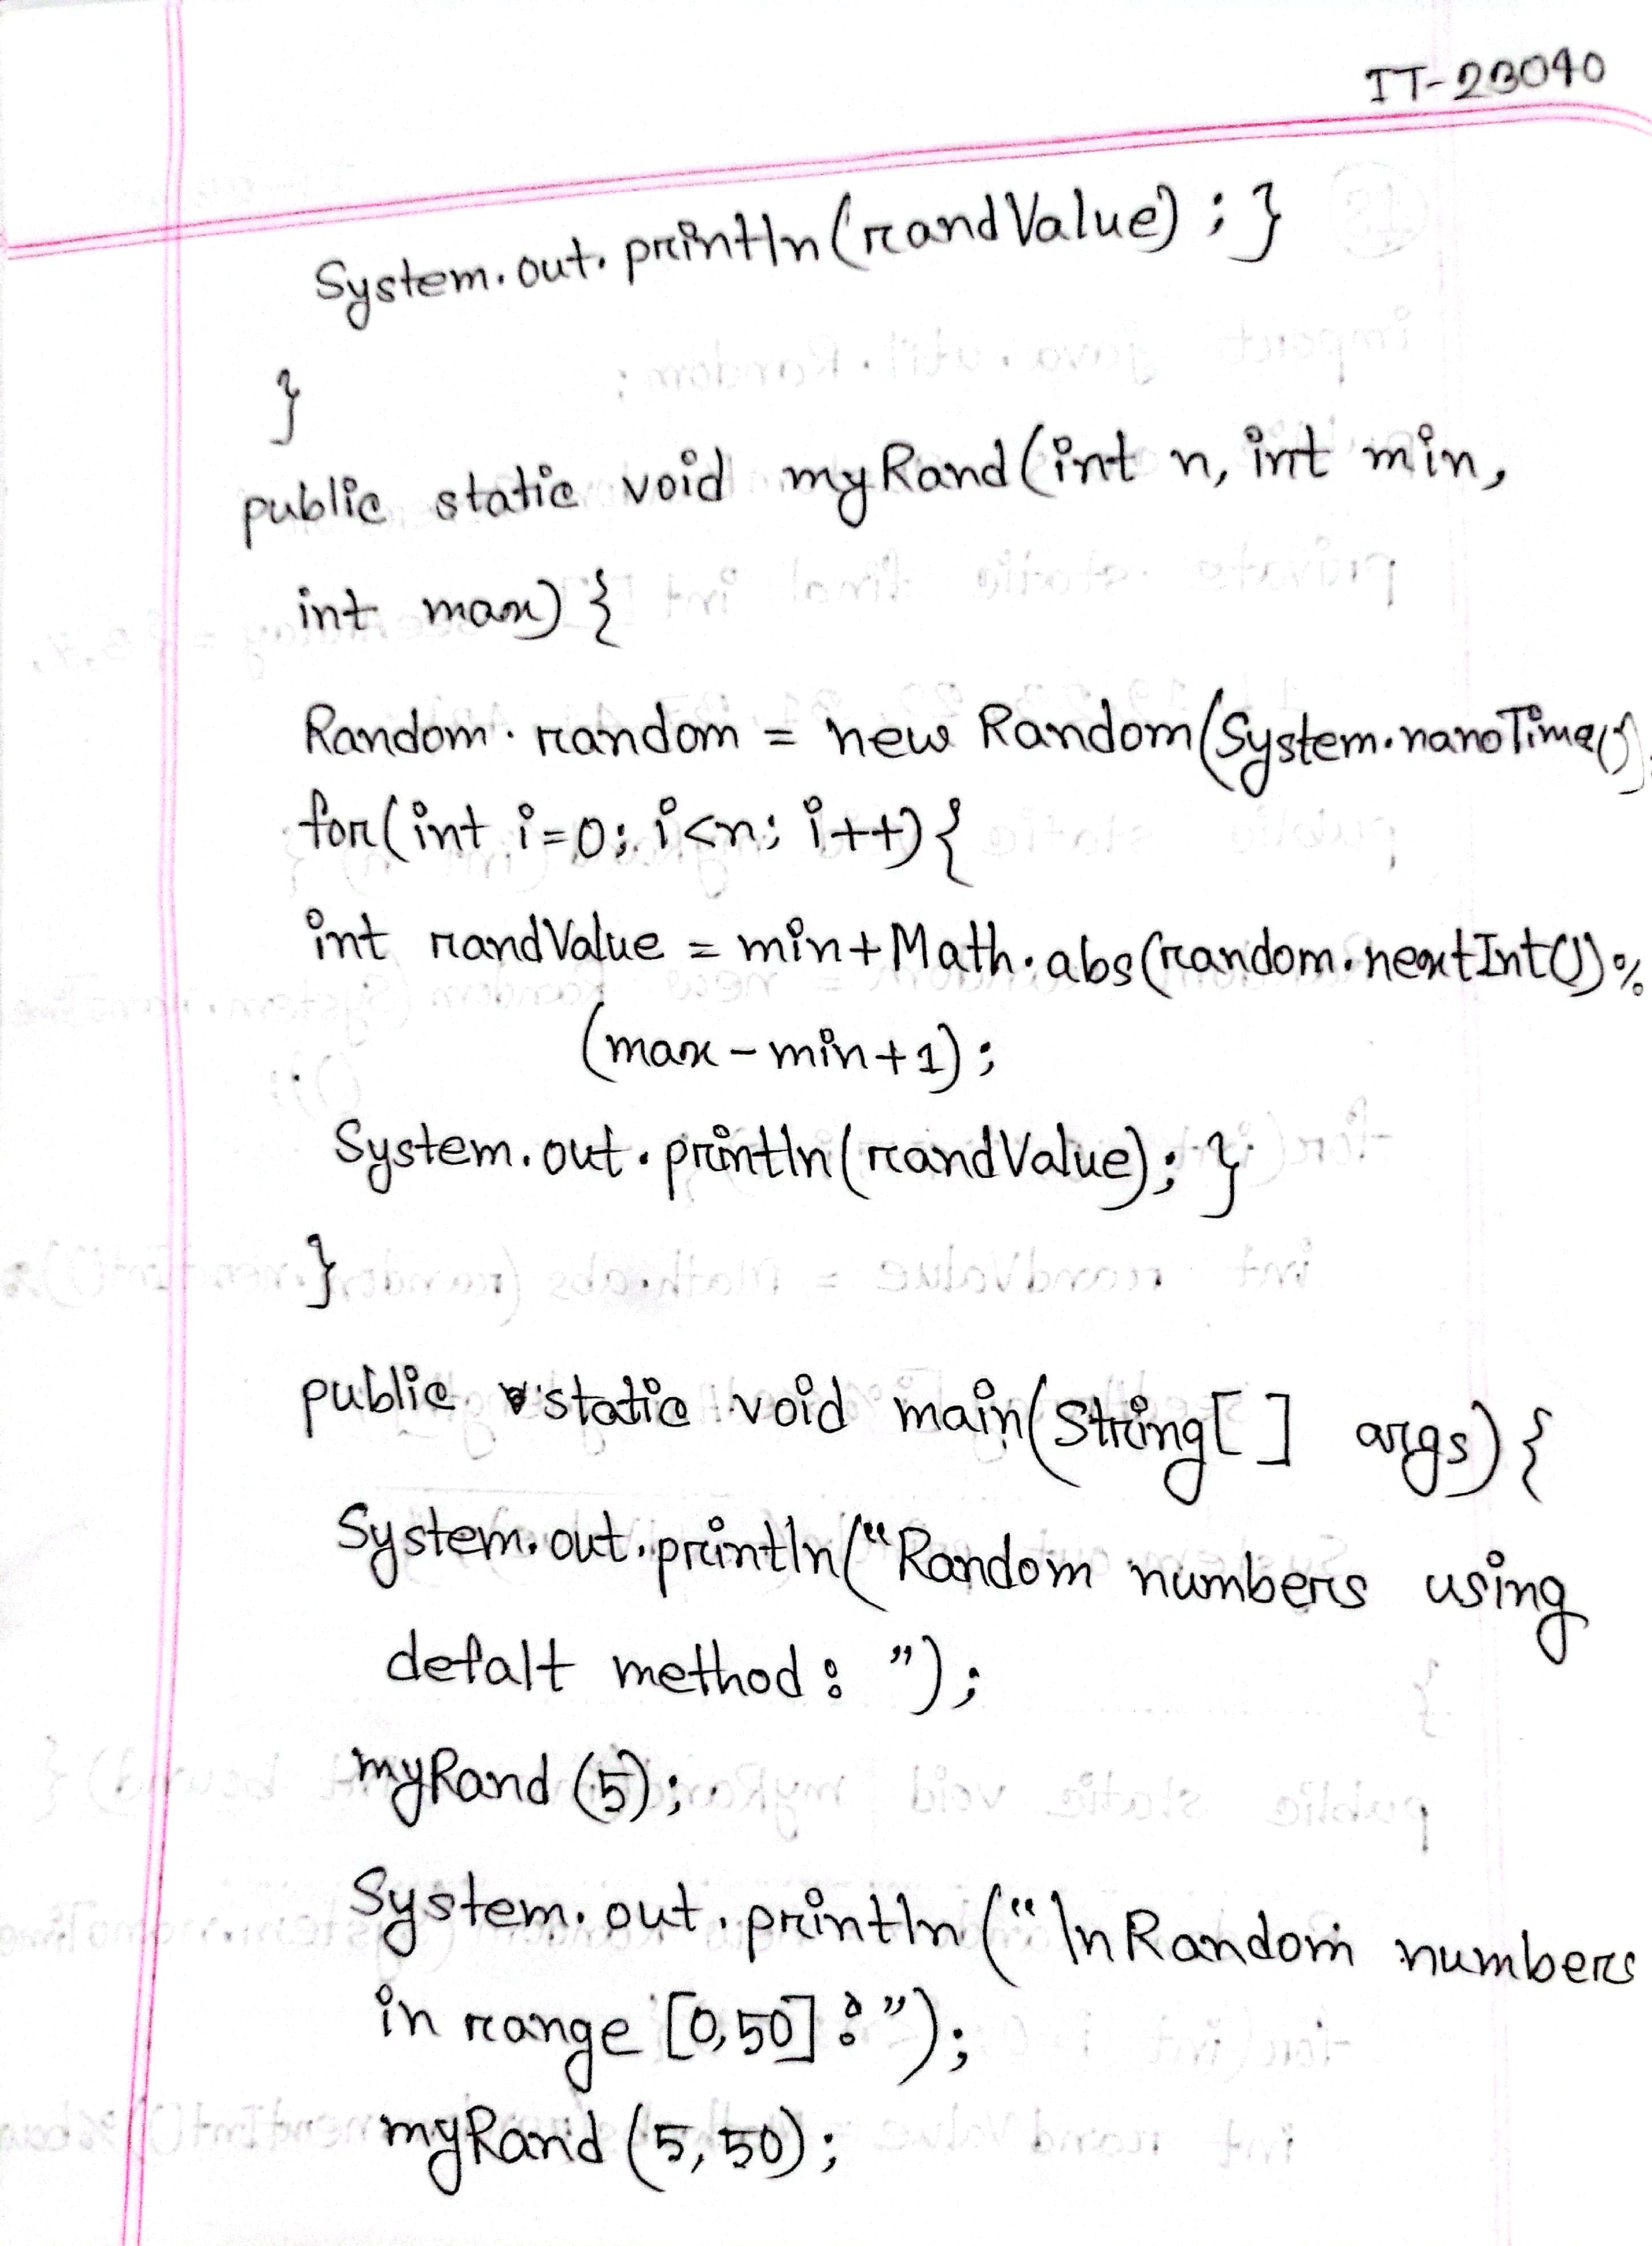 IT-23040
System.out.println(randValue);}
}
public static void myRand(int n, int min,
int max){
Random random = new Random(System.nanoTime()
for(int i=0; i<n; i++){
int randValue = min+Math.abs(random.nextInt())%
(max-min+1);
System.out.println(randValue);}
}
public static void main(String[] args){
System.out.println("Random numbers using
defalt method: ");
myRand(5);
System.out.println("\nRandom numbers
in range [0,50]:");
myRand(5,50);